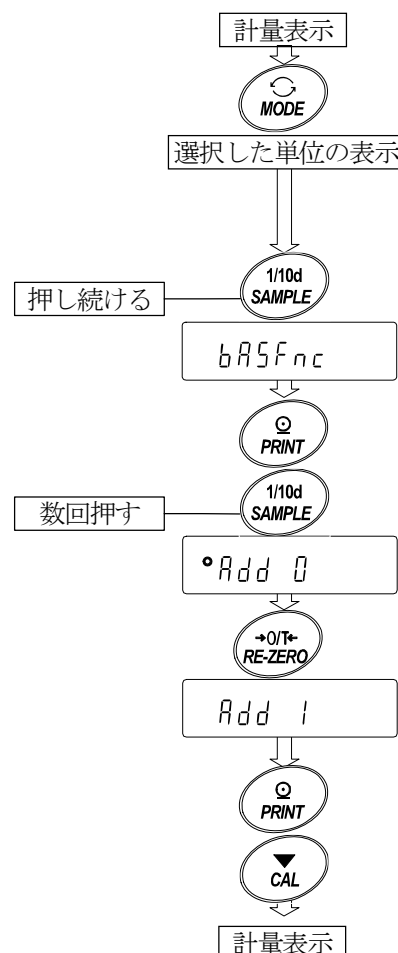 計量表示
MODE
選択した単位の表示
1/10d
SAMPLE
押し続ける
bASFnc
PRINT
1/10d
SAMPLE
数回押す
Add 0
→0/T←
RE-ZERO
Add 1
PRINT
CAL
計量表示